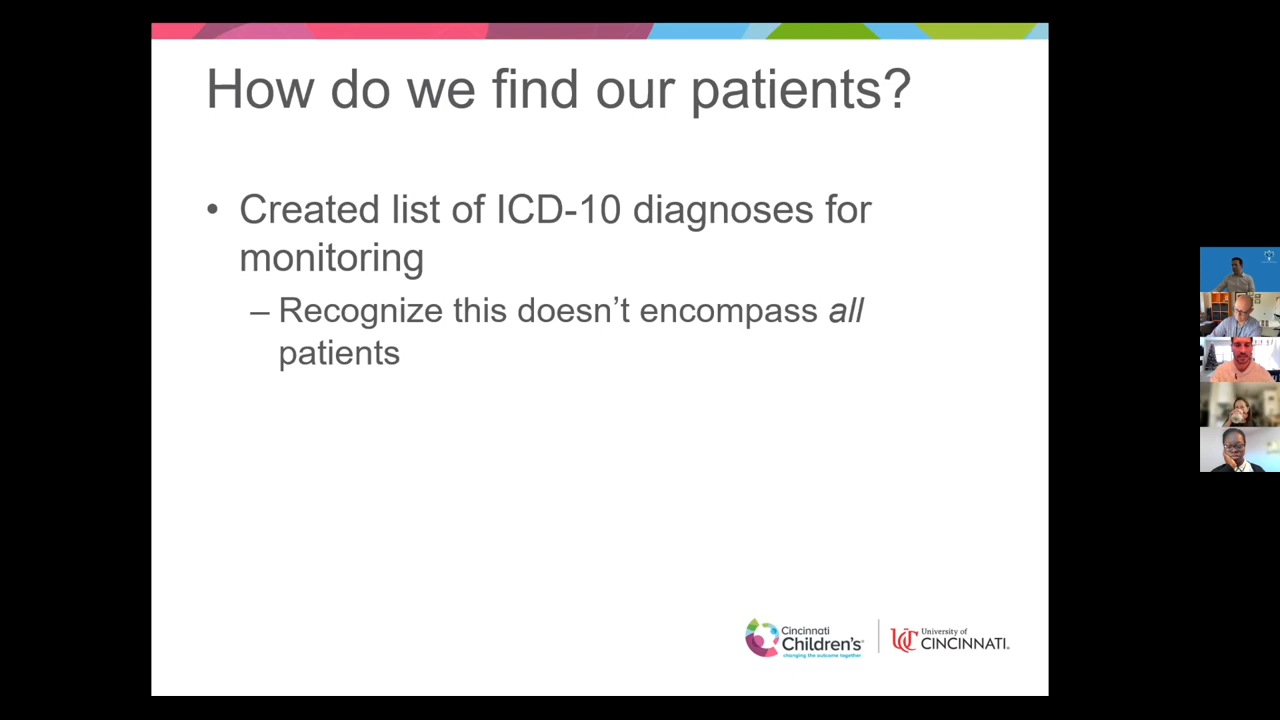 How do we find our patients?
• Created list of ICD-10 diagnoses for
monitoring
– Recognize this doesn’t encompass all
patients
Cincinnati
Children's
changing the outcome together
University of
CINCINNATI